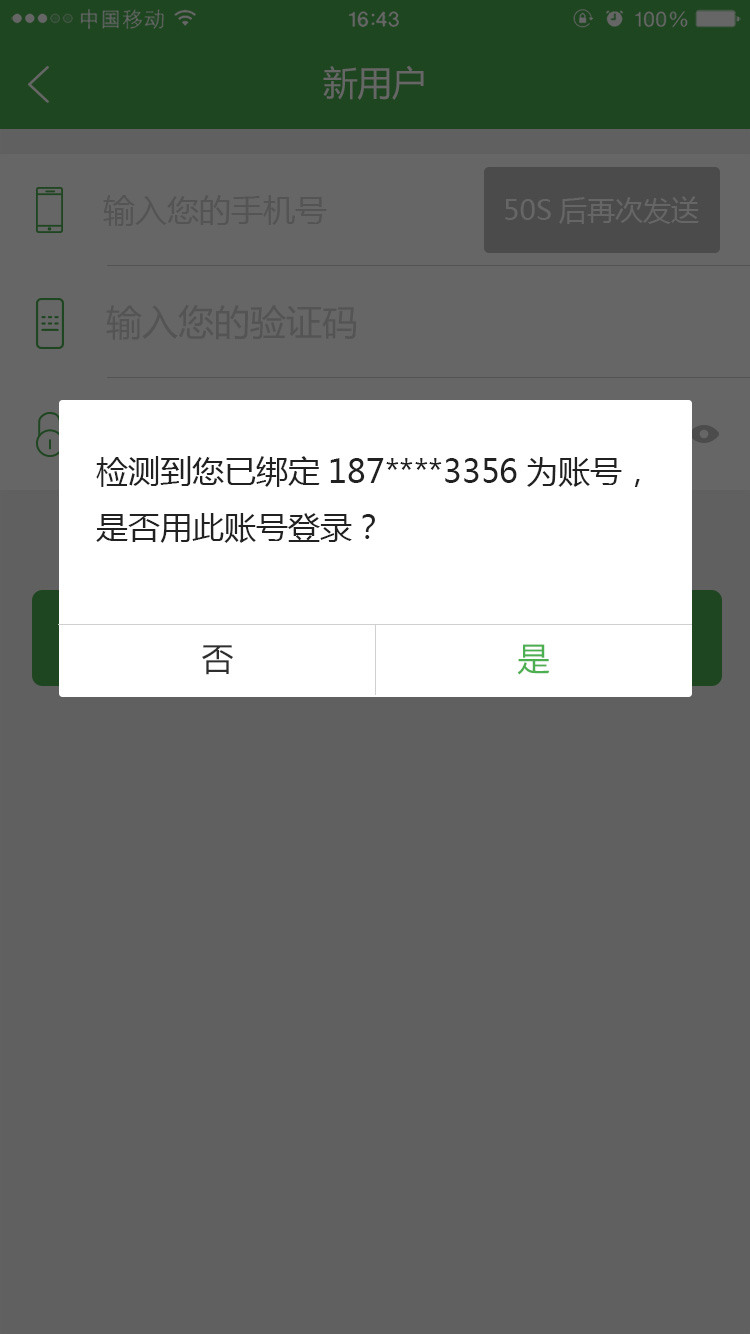 中国移动 16:43 100%
新用户
输入您的手机号 50S 后再次发送
输入您的验证码
检测到您已绑定 187****3356 为账号，
是否用此账号登录？
否 是